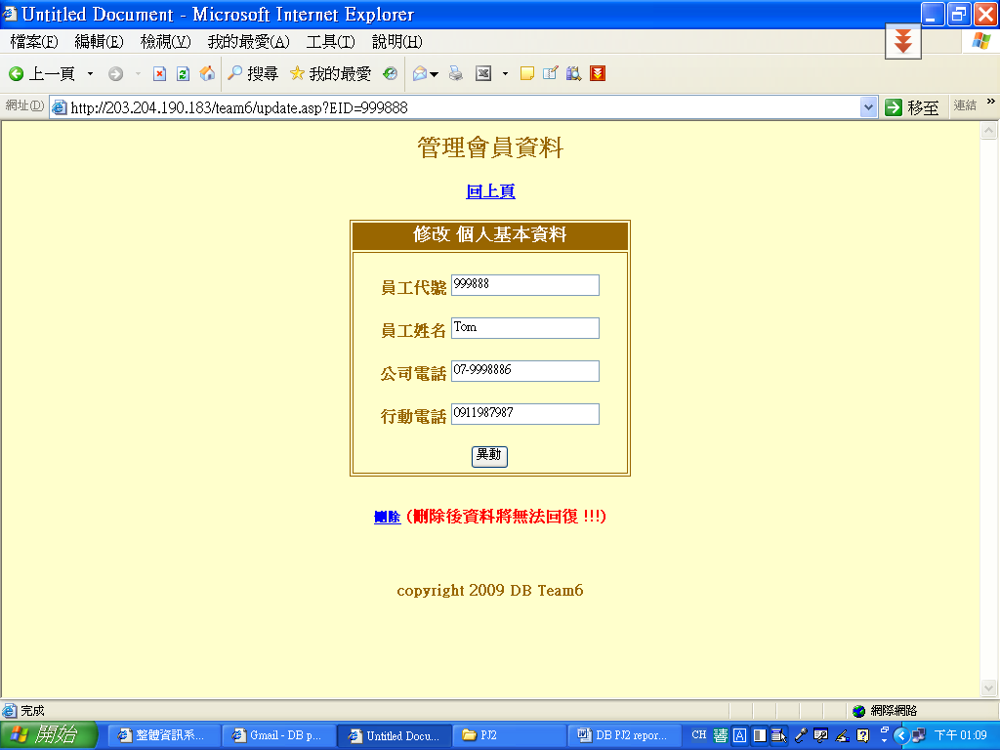 Untitled Document - Microsoft Internet Explorer
檔案(F) 編輯(E) 檢視(V) 我的最愛(A) 工具(T) 說明(H)
上一頁 搜尋 我的最愛
網址(D) http://203.204.190.183/team6/update.asp?EID=999888 移至 連結 »
管理會員資料
回上頁
修改 個人基本資料
員工代號 999888
員工姓名 Tom
公司電話 07-9998886
行動電話 0911987987
異動
刪除 (刪除後資料將無法回復 !!!)
copyright 2009 DB Team6
完成 網際網路
開始 整體資訊系... Gmail - DB p... Untitled Docu... PJ2 DB PJ2 repor... CH A 下午 01:09